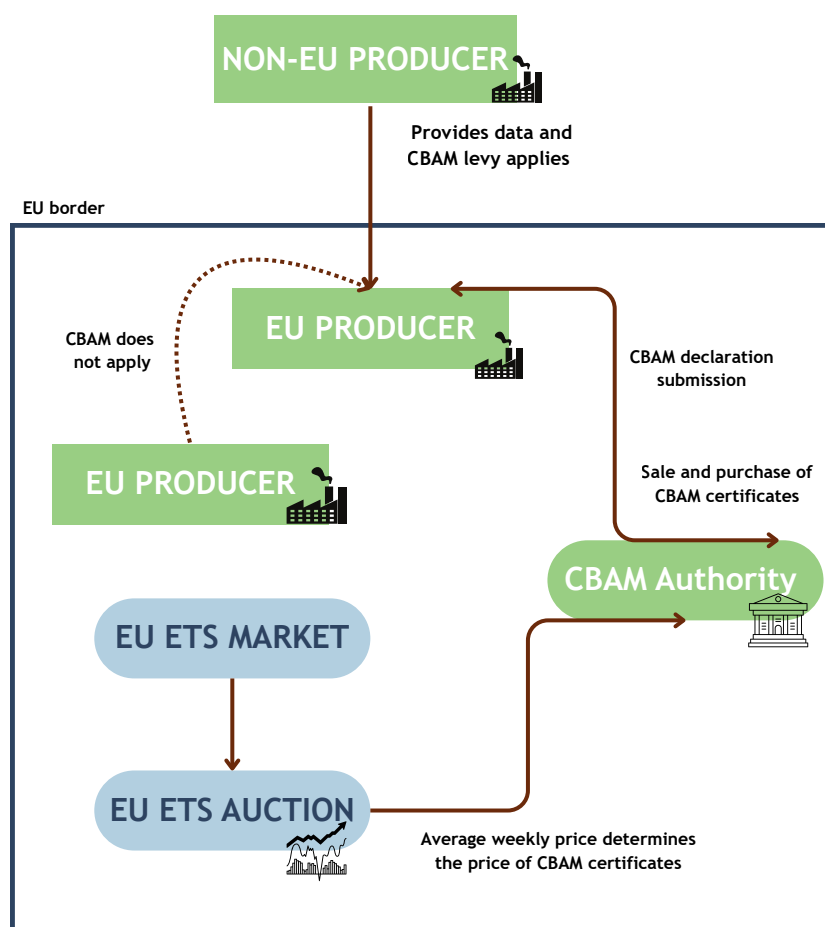 NON-EU PRODUCER
Provides data and
CBAM levy applies
EU border
EU PRODUCER
CBAM does
not apply
CBAM declaration
submission
EU PRODUCER
Sale and purchase of
CBAM certificates
CBAM Authority
EU ETS MARKET
EU ETS AUCTION
Average weekly price determines
the price of CBAM certificates